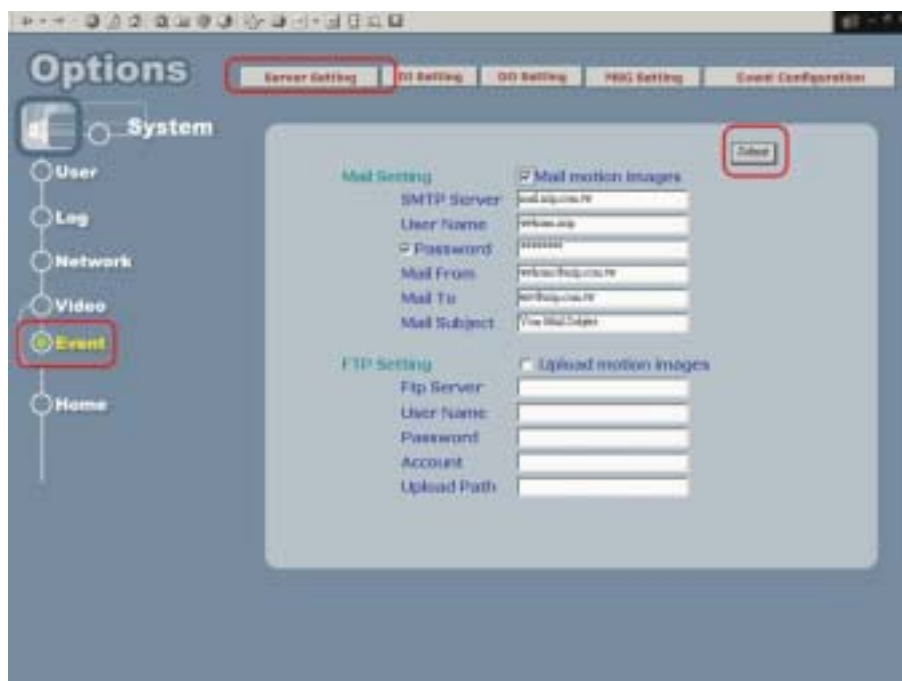 Options
Server Setting DI Setting DO Setting MSG Setting Event Configuration
System
Submit
User
Mail Setting Mail motion images
SMTP Server
User Name
Log
Password ********
Network
Mail From
Mail To
Video
Mail Subject
Event
FTP Setting Upload motion images
Ftp Server
Home
User Name
Password
Account
Upload Path